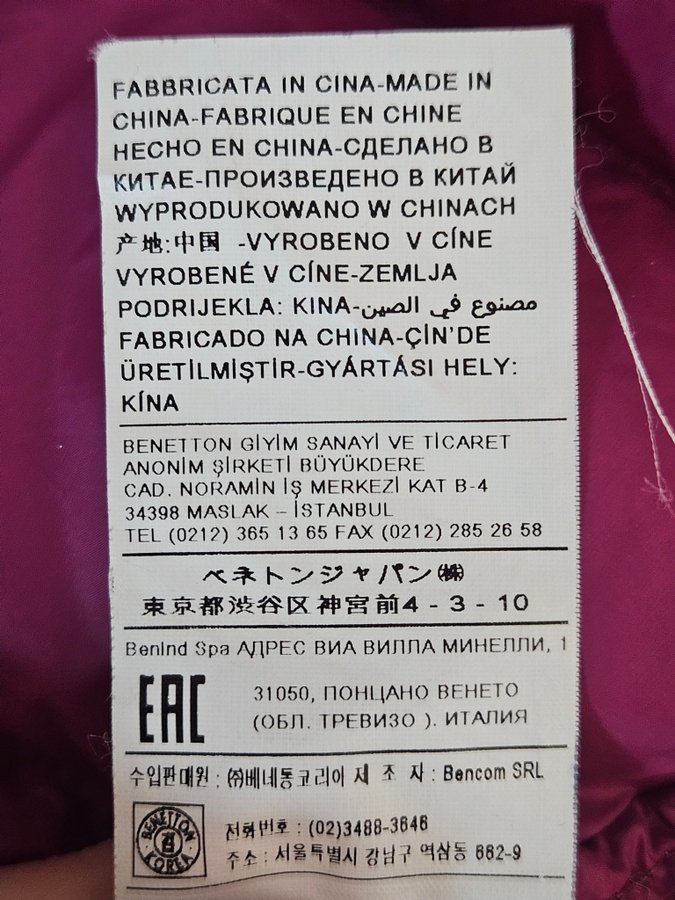 FABBRICATA IN CINA-MADE IN
CHINA-FABRIQUE EN CHINE
HECHO EN CHINA-СДЕЛАНО В
КИТАЕ-ПРОИЗВЕДЕНО В КИТАЙ
WYPRODUKOWANO W CHINACH
产地:中国 -VYROBENO V CÍNE
VYROBENÉ V CÍNE-ZEMLJA
PODRIJEKLA: KINA-مصنوع في الصين
FABRICADO NA CHINA-ÇİN'DE
ÜRETİLMİŞTİR-GYÁRTÁSI HELY:
KÍNA
BENETTON GİYİM SANAYİ VE TİCARET
ANONİM ŞİRKETİ BÜYÜKDERE
CAD. NORAMİN İŞ MERKEZİ KAT B-4
34398 MASLAK – İSTANBUL
TEL (0212) 365 13 65 FAX (0212) 285 26 58
ベネトンジャパン㈱
東京都渋谷区神宮前4-3-10
Benind Spa АДРЕС ВИА ВИЛЛА МИНЕЛЛИ, 1
EAC
31050, ПОНЦАНО ВЕНЕТО
(ОБЛ. ТРЕВИЗО ). ИТАЛИЯ
수입판매원 : ㈜베네통코리아 제 조 자 : Bencom SRL
BENETTON KOREA
전화번호 : (02)3488-3646
주소 : 서울특별시 강남구 역삼동 662-9